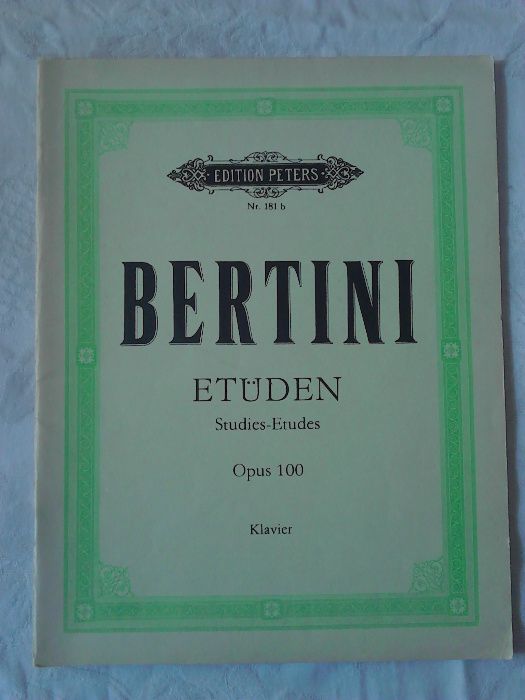 EDITION PETERS
Nr. 181 b
BERTINI
ETÜDEN
Studies-Etudes
Opus 100
Klavier